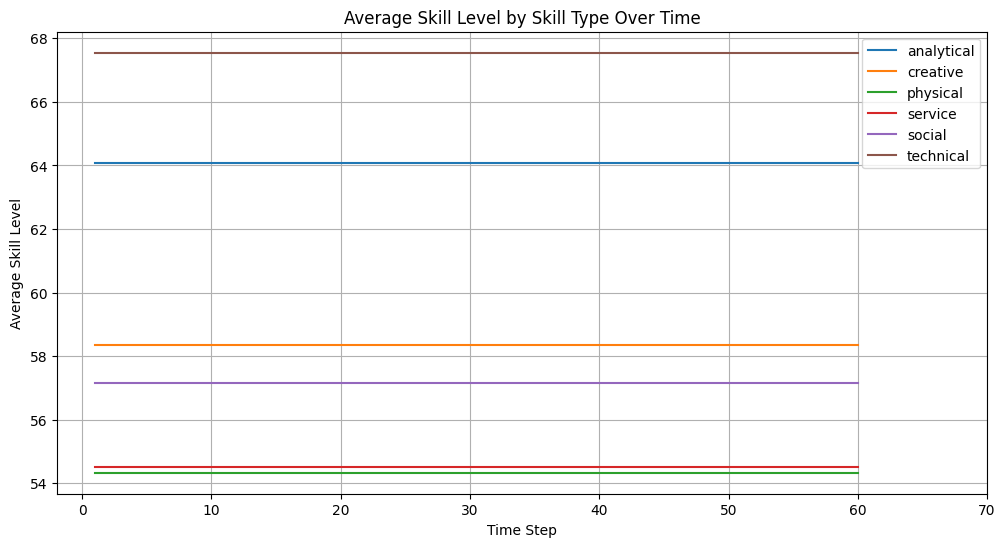 Average Skill Level by Skill Type Over Time
68
66
64
62
60
58
56
54
Average Skill Level
analytical
creative
physical
service
social
technical
0 10 20 30 40 50 60 70
Time Step